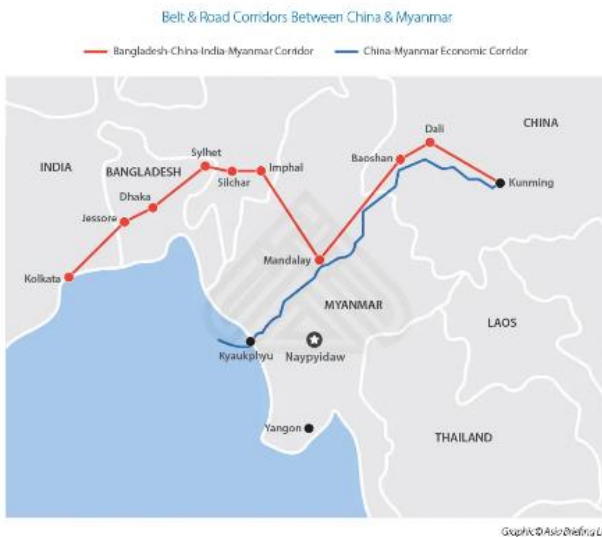 Belt & Road Corridors Between China & Myanmar
Bangladesh-China-India-Myanmar Corridor
China-Myanmar Economic Corridor
CHINA
Dali
Sylhet
Baoshan
INDIA
BANGLADESH
Imphal
Silchar
Kunming
Dhaka
Jessore
Mandalay
Kolkata
MYANMAR
LAOS
Kyaukphyu
Naypyidaw
Yangon
THAILAND
Graphic© Asia Briefing L